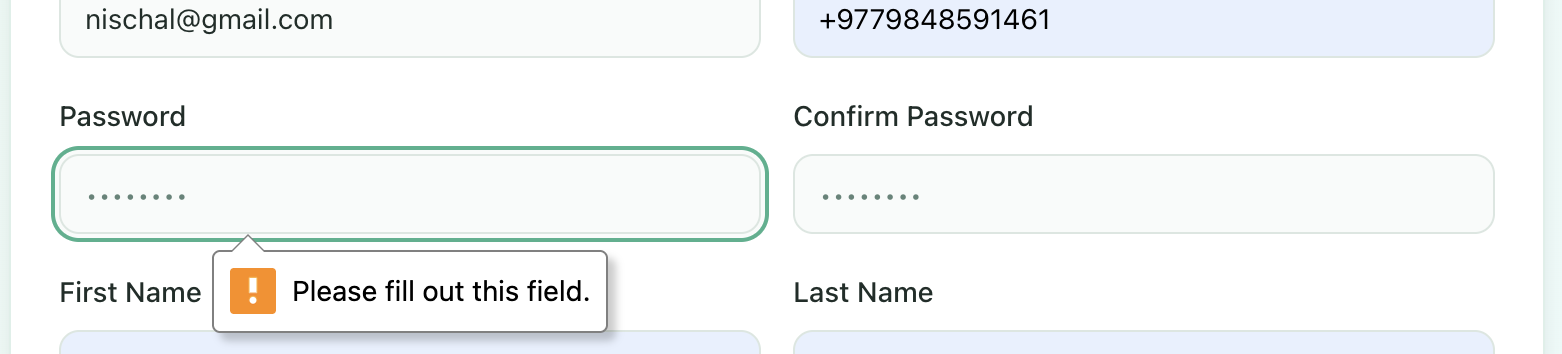 nischal@gmail.com
+9779848591461
Password
Confirm Password
••••••••
••••••••
Please fill out this field.
First Name
Last Name